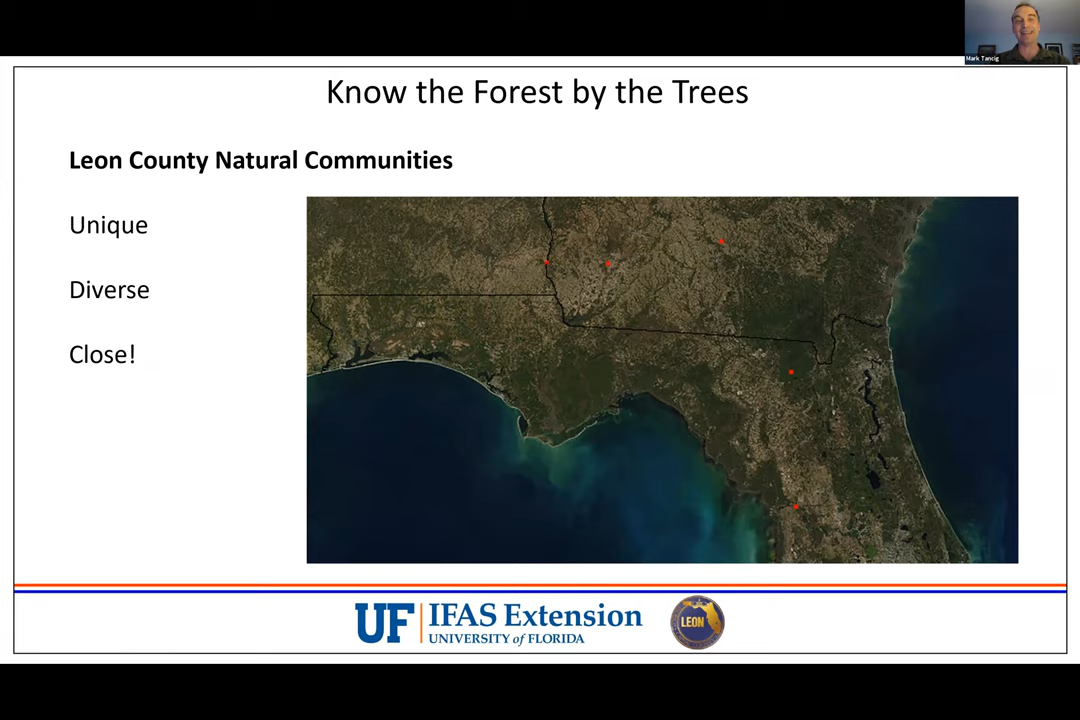 Mark Tancig
Know the Forest by the Trees
Leon County Natural Communities
Unique
Diverse
Close!
UF IFAS Extension
UNIVERSITY of FLORIDA
LEON